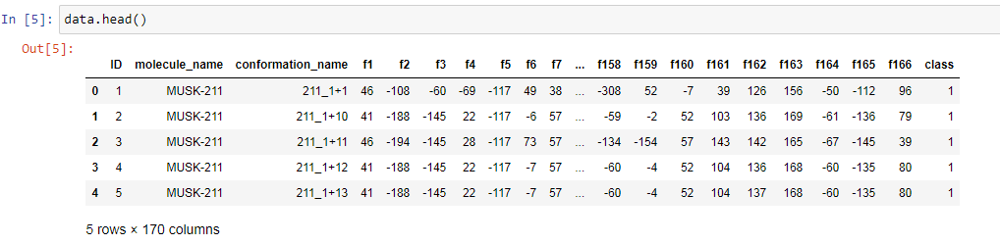 In [5]: data.head()
Out[5]:
ID molecule_name conformation_name f1 f2 f3 f4 f5 f6 f7 ... f158 f159 f160 f161 f162 f163 f164 f165 f166 class
0 1 MUSK-211 211_1+1 46 -108 -60 -69 -117 49 38 ... -308 52 -7 39 126 156 -50 -112 96 1
1 2 MUSK-211 211_1+10 41 -188 -145 22 -117 -6 57 ... -59 -2 52 103 136 169 -61 -136 79 1
2 3 MUSK-211 211_1+11 46 -194 -145 28 -117 73 57 ... -134 -154 57 143 142 165 -67 -145 39 1
3 4 MUSK-211 211_1+12 41 -188 -145 22 -117 -7 57 ... -60 -4 52 104 136 168 -60 -135 80 1
4 5 MUSK-211 211_1+13 41 -188 -145 22 -117 -7 57 ... -60 -4 52 104 137 168 -60 -135 80 1
5 rows × 170 columns